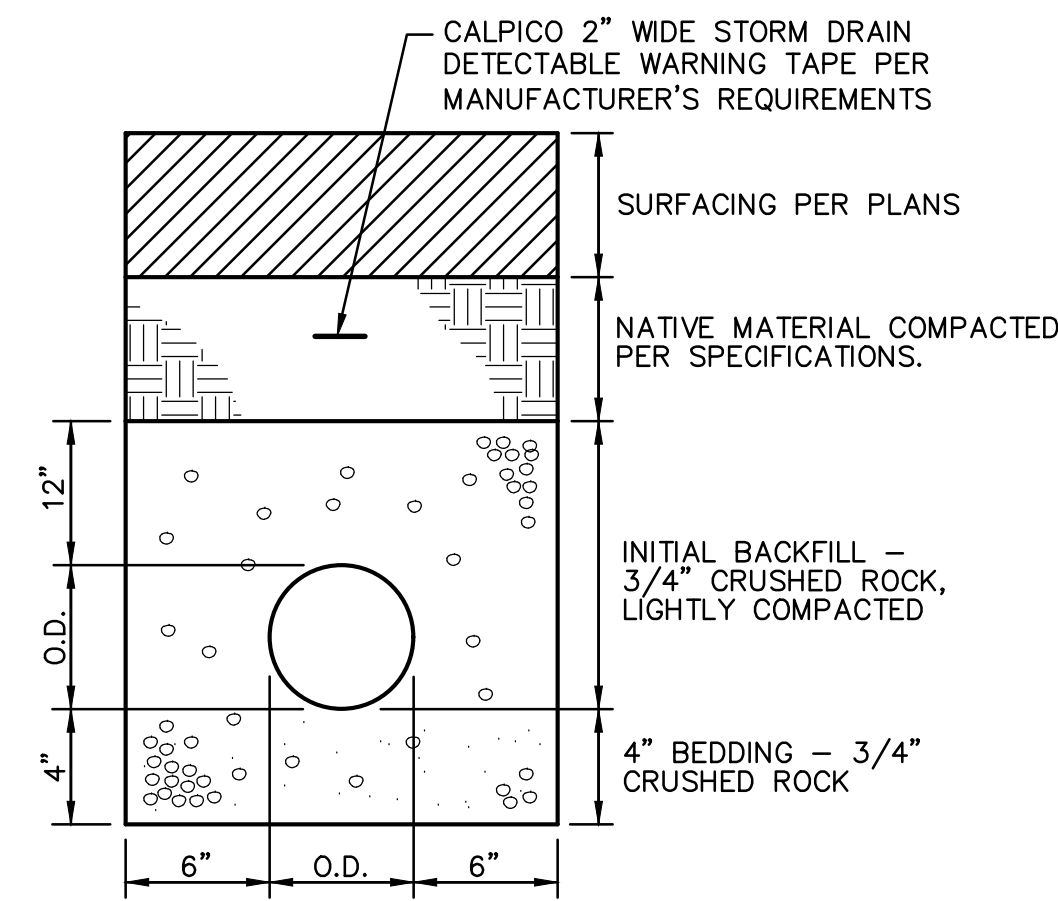 CALPICO 2" WIDE STORM DRAIN
DETECTABLE WARNING TAPE PER
MANUFACTURER'S REQUIREMENTS
SURFACING PER PLANS
NATIVE MATERIAL COMPACTED
PER SPECIFICATIONS.
12"
INITIAL BACKFILL –
3/4" CRUSHED ROCK,
LIGHTLY COMPACTED
O.D.
4"
4" BEDDING – 3/4"
CRUSHED ROCK
6"
O.D.
6"